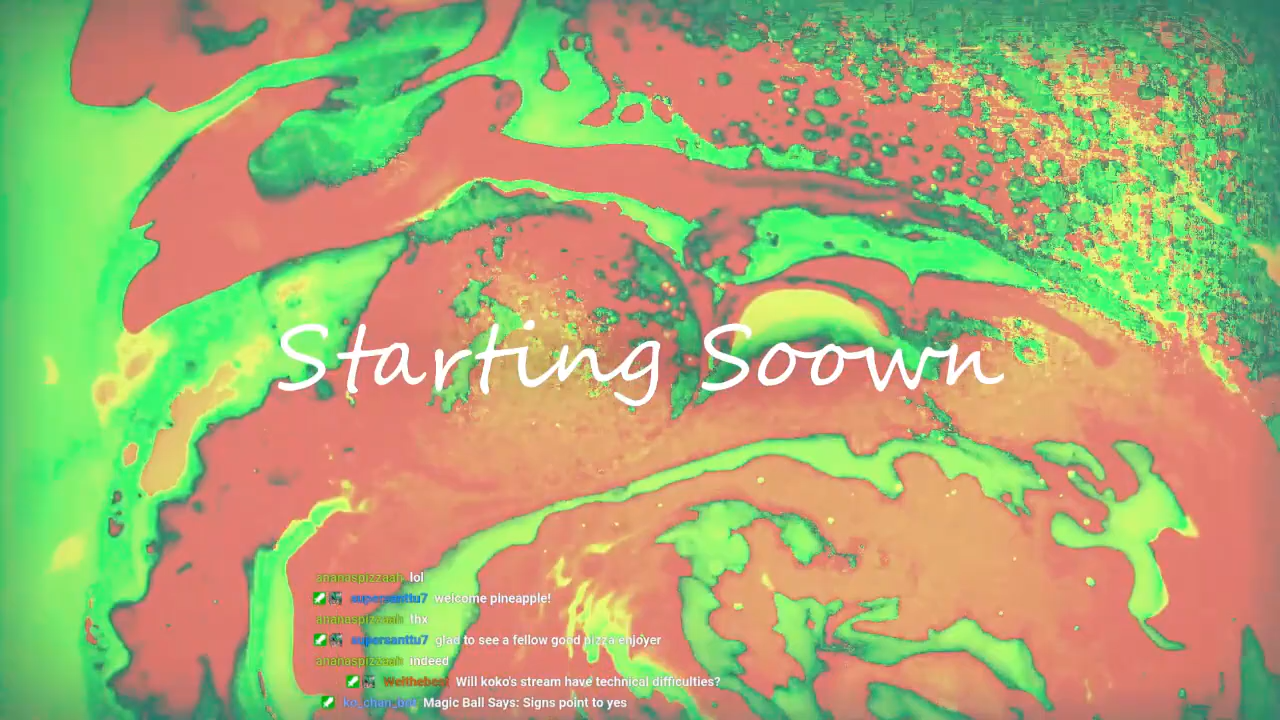 Starting Soown
ananaspizzaah lol
supersanttu7 welcome pineapple!
ananaspizzaah thx
supersanttu7 glad to see a fellow good pizza enjoyer
ananaspizzaah indeed
Will koko's stream have technical difficulties?
ko_chan_bot Magic Ball Says: Signs point to yes